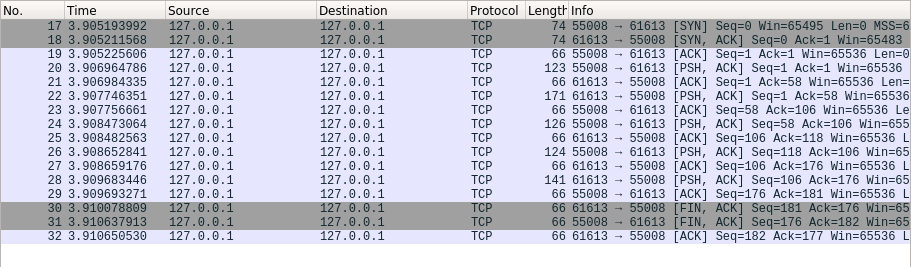 No. Time Source Destination Protocol Length Info
17 3.905193992 127.0.0.1 127.0.0.1 TCP 74 55008 → 61613 [SYN] Seq=0 Win=65495 Len=0 MSS=6
18 3.905211568 127.0.0.1 127.0.0.1 TCP 74 61613 → 55008 [SYN, ACK] Seq=0 Ack=1 Win=65483
19 3.905225606 127.0.0.1 127.0.0.1 TCP 66 55008 → 61613 [ACK] Seq=1 Ack=1 Win=65536 Len=0
20 3.906964786 127.0.0.1 127.0.0.1 TCP 123 55008 → 61613 [PSH, ACK] Seq=1 Ack=1 Win=65536
21 3.906984335 127.0.0.1 127.0.0.1 TCP 66 61613 → 55008 [ACK] Seq=1 Ack=58 Win=65536 Len=
22 3.907746351 127.0.0.1 127.0.0.1 TCP 171 61613 → 55008 [PSH, ACK] Seq=1 Ack=58 Win=6553
23 3.907756661 127.0.0.1 127.0.0.1 TCP 66 55008 → 61613 [ACK] Seq=58 Ack=106 Win=65536 Le
24 3.908473064 127.0.0.1 127.0.0.1 TCP 126 55008 → 61613 [PSH, ACK] Seq=58 Ack=106 Win=655
25 3.908482563 127.0.0.1 127.0.0.1 TCP 66 61613 → 55008 [ACK] Seq=106 Ack=118 Win=65536 L
26 3.908652841 127.0.0.1 127.0.0.1 TCP 124 55008 → 61613 [PSH, ACK] Seq=118 Ack=106 Win=65
27 3.908659176 127.0.0.1 127.0.0.1 TCP 66 61613 → 55008 [ACK] Seq=106 Ack=176 Win=65536 L
28 3.909683446 127.0.0.1 127.0.0.1 TCP 141 61613 → 55008 [PSH, ACK] Seq=106 Ack=176 Win=65
29 3.909693271 127.0.0.1 127.0.0.1 TCP 66 55008 → 61613 [ACK] Seq=176 Ack=181 Win=65536 L
30 3.910078809 127.0.0.1 127.0.0.1 TCP 66 61613 → 55008 [FIN, ACK] Seq=181 Ack=176 Win=65
31 3.910637913 127.0.0.1 127.0.0.1 TCP 66 55008 → 61613 [FIN, ACK] Seq=176 Ack=182 Win=65
32 3.910650530 127.0.0.1 127.0.0.1 TCP 66 61613 → 55008 [ACK] Seq=182 Ack=177 Win=65536 L